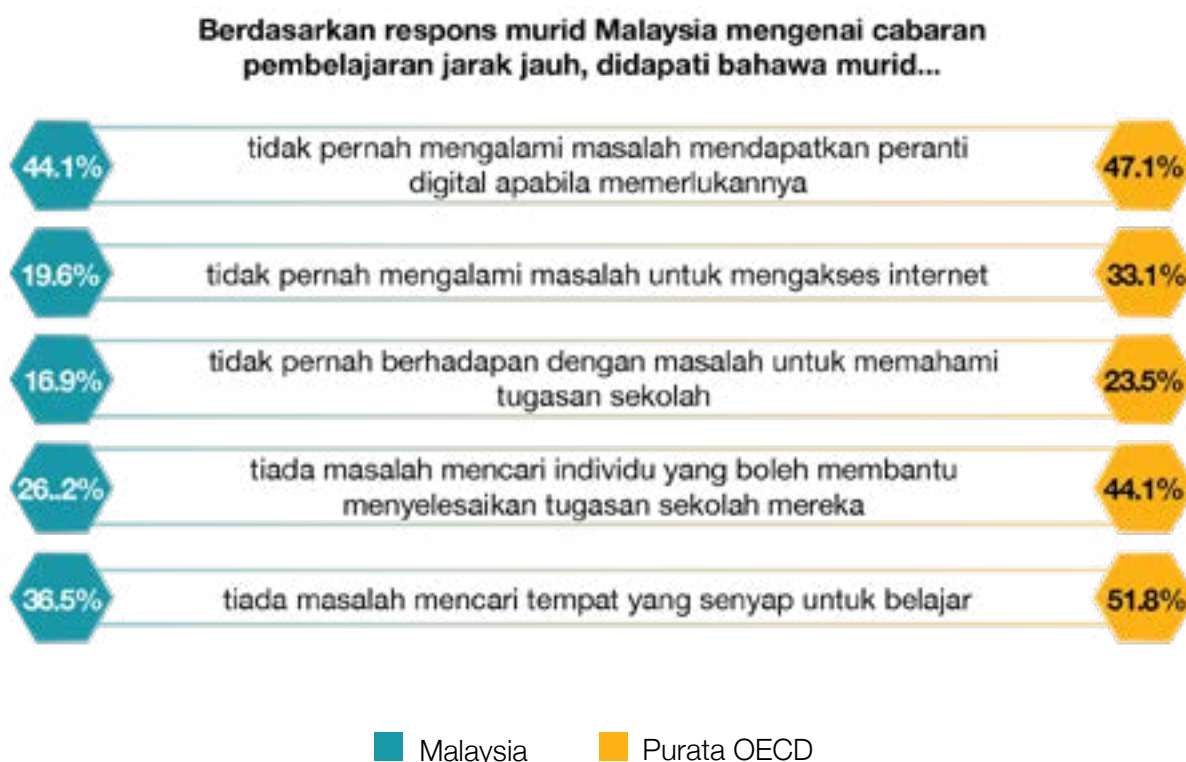 Berdasarkan respons murid Malaysia mengenai cabaran
pembelajaran jarak jauh, didapati bahawa murid...
44.1%
tidak pernah mengalami masalah mendapatkan peranti
digital apabila memerlukannya
47.1%
19.6%
tidak pernah mengalami masalah untuk mengakses internet
33.1%
16.9%
tidak pernah berhadapan dengan masalah untuk memahami
tugasan sekolah
23.5%
26..2%
tiada masalah mencari individu yang boleh membantu
menyelesaikan tugasan sekolah mereka
44.1%
36.5%
tiada masalah mencari tempat yang senyap untuk belajar
51.8%
Malaysia
Purata OECD